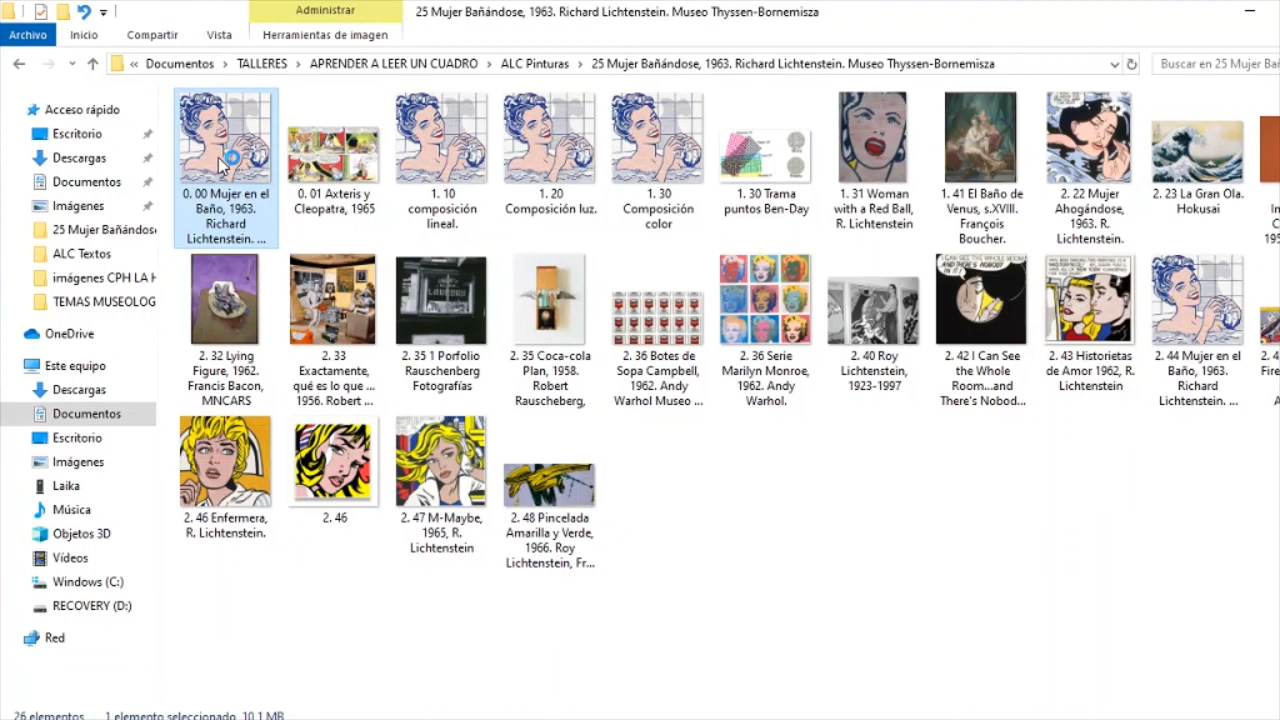 Administrar
25 Mujer Bañándose, 1963. Richard Lichtenstein. Museo Thyssen-Bornemisza
Archivo
Inicio
Compartir
Vista
Herramientas de imagen
« Documentos > TALLERES > APRENDER A LEER UN CUADRO > ALC Pinturas > 25 Mujer Bañándose, 1963. Richard Lichtenstein. Museo Thyssen-Bornemisza
Buscar en 25 Mujer Bañ
Acceso rápido
Escritorio
Descargas
Documentos
Imágenes
25 Mujer Bañándose
ALC Textos
imágenes CPH LA H
TEMAS MUSEOLOG
OneDrive
Este equipo
Descargas
Documentos
Escritorio
Imágenes
Laika
Música
Objetos 3D
Vídeos
Windows (C:)
RECOVERY (D:)
Red
0. 00 Mujer en el
Baño, 1963.
Richard
Lichtenstein. ...
0. 01 Axteris y
Cleopatra, 1965
1. 10
composición
lineal.
1. 20
Composición luz.
1. 30
Composición
color
1. 30 Trama
puntos Ben-Day
1. 31 Woman
with a Red Ball,
R. Lichtenstein
1. 41 El Baño de
Venus, s.XVIII.
François
Boucher.
2. 22 Mujer
Ahogándose,
1963. R.
Lichtenstein.
2. 23 La Gran Ola.
Hokusai
2. 32 Lying
Figure, 1962.
Francis Bacon,
MNCARS
2. 33
Exactamente,
qué es lo que ...
1956. Robert ...
2. 35 1 Porfolio
Rauschenberg
Fotografías
2. 35 Coca-cola
Plan, 1958.
Robert
Rauscheberg,
2. 36 Botes de
Sopa Campbell,
1962. Andy
Warhol Museo ...
2. 36 Serie
Marilyn Monroe,
1962. Andy
Warhol.
2. 40 Roy
Lichtenstein,
1923-1997
2. 42 I Can See
the Whole
Room...and
There's Nobod...
2. 43 Historietas
de Amor 1962, R.
Lichtenstein
2. 44 Mujer en el
Baño, 1963.
Richard
Lichtenstein. ...
2. 46 Enfermera,
R. Lichtenstein.
2. 46
2. 47 M-Maybe,
1965, R.
Lichtenstein
2. 48 Pincelada
Amarilla y Verde,
1966. Roy
Lichtenstein, Fr...
26 elementos
1 elemento seleccionado 10,1 MB